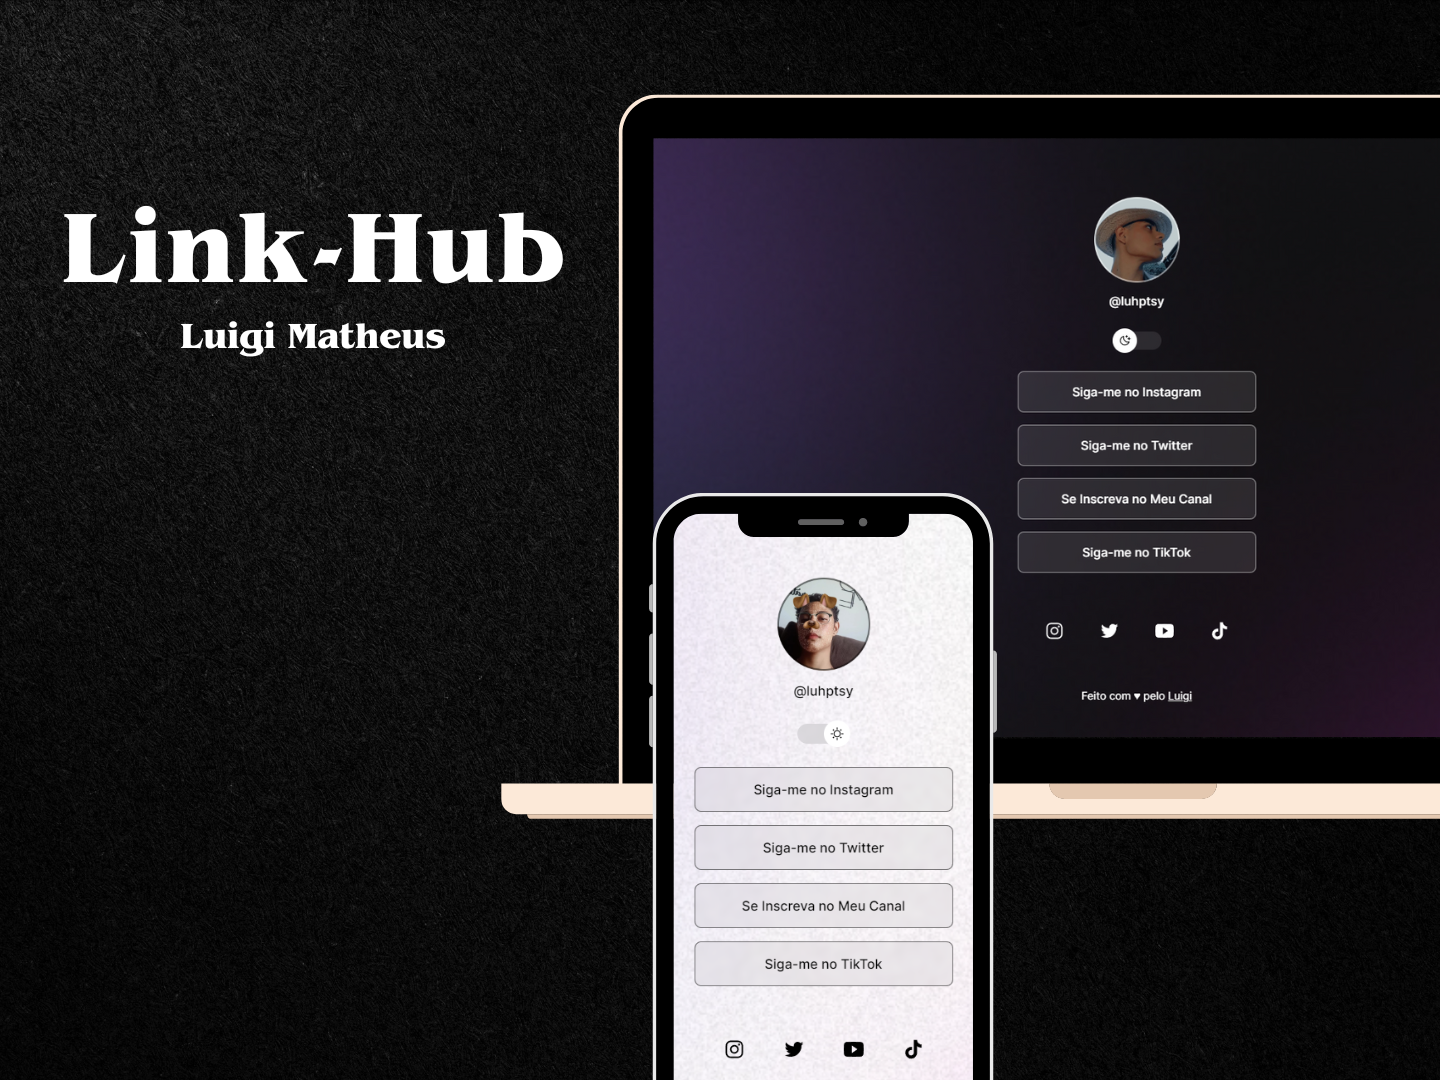 Link-Hub
Luigi Matheus
@luhptsy
Siga-me no Instagram
Siga-me no Twitter
Se Inscreva no Meu Canal
Siga-me no TikTok
Feito com ♥ pelo Luigi
@luhptsy
Siga-me no Instagram
Siga-me no Twitter
Se Inscreva no Meu Canal
Siga-me no TikTok